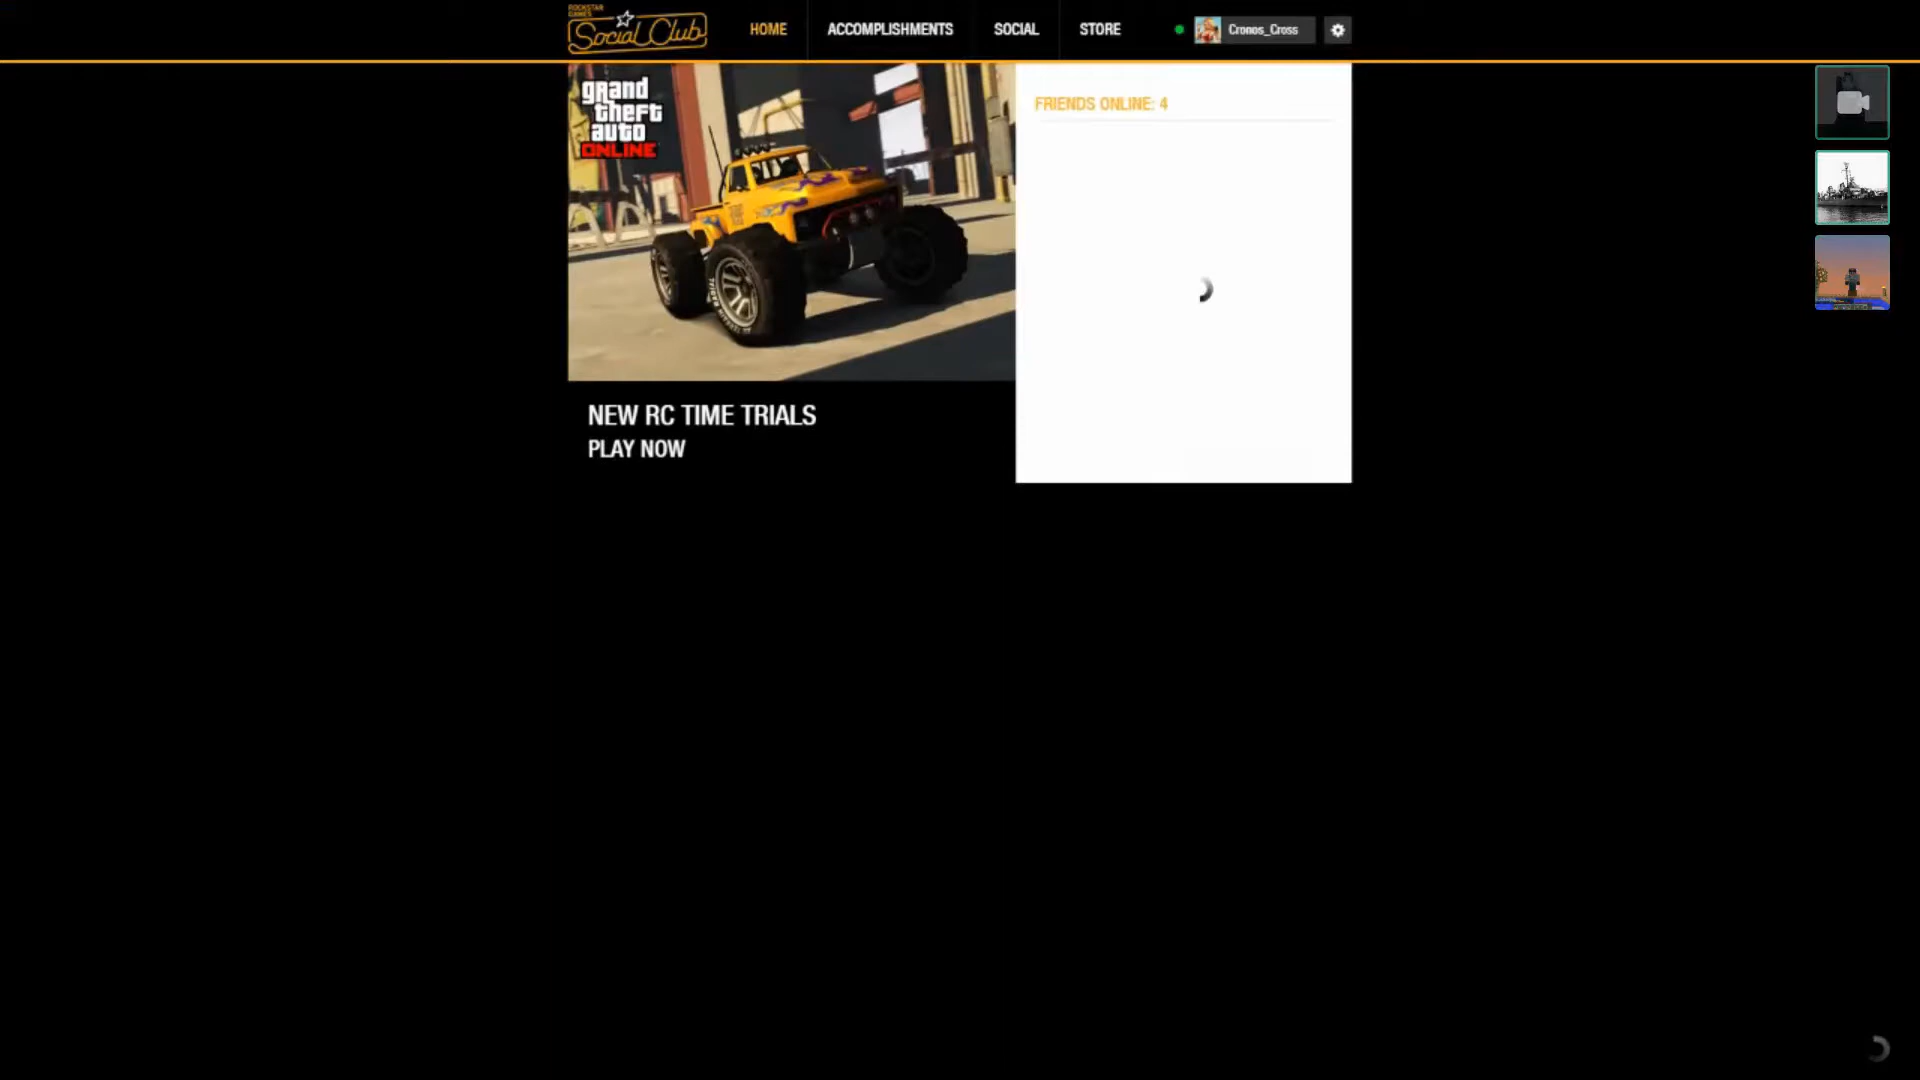 ROCKSTAR
GAMES
Social Club
HOME
ACCOMPLISHMENTS
SOCIAL
STORE
Cronos_Cross
grand
theft
auto
ONLINE
FRIENDS ONLINE: 4
NEW RC TIME TRIALS
PLAY NOW